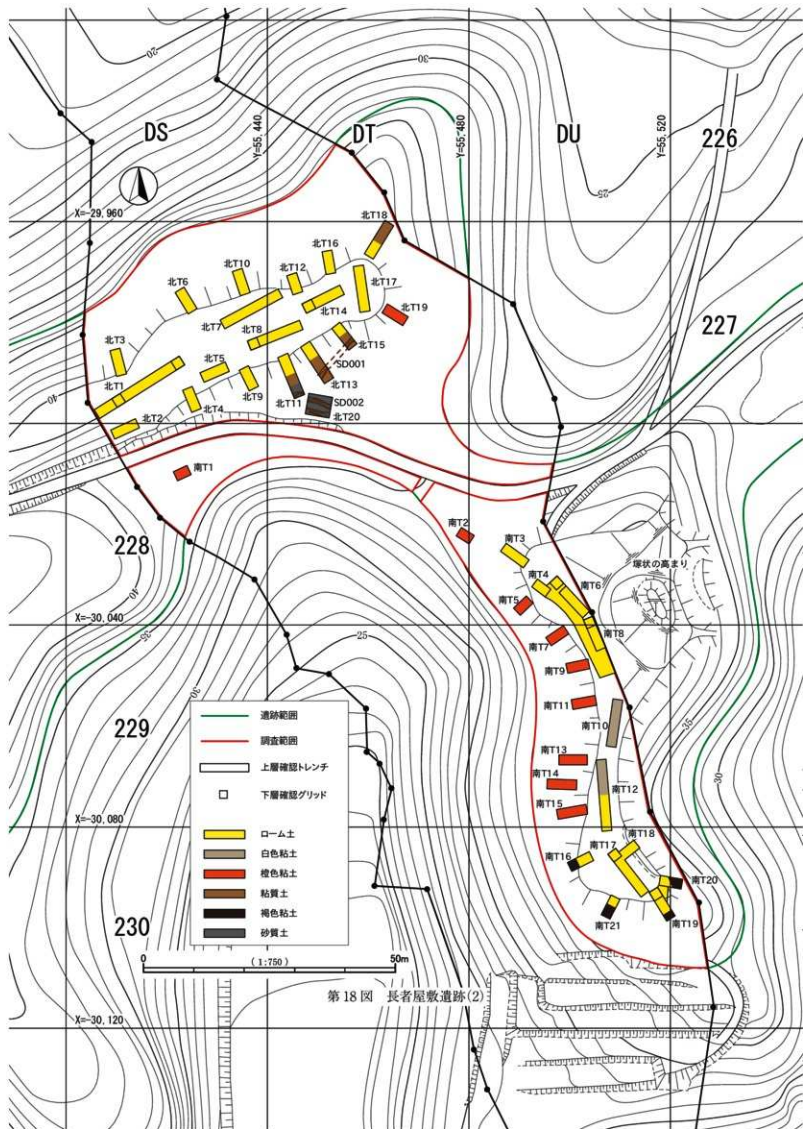 DS
DT
DU
226
227
228
229
230
Y=55,440
Y=55,480
Y=55,520
X=-29,960
X=-30,040
X=-30,080
X=-30,120
20
30
25
40
40
35
25
30
35
30
北T18
北T16
北T12
北T10
北T6
北T17
北T14
北T19
北T7
北T8
北T3
北T15
北T5
SD001
北T1
北T13
北T9
SD002
北T11
北T4
北T2
北T20
南T1
南T2
南T3
塚状の高まり
南T4
南T6
南T5
南T8
南T7
南T9
南T11
南T10
南T13
南T14
南T12
南T15
南T18
南T17
南T16
南T20
南T21
南T19
遺跡範囲
調査範囲
上層確認トレンチ
下層確認グリッド
ローム土
白色粘土
橙色粘土
粘質土
褐色粘土
砂質土
0
(1:750)
50m
第18図 長者屋敷遺跡(2)